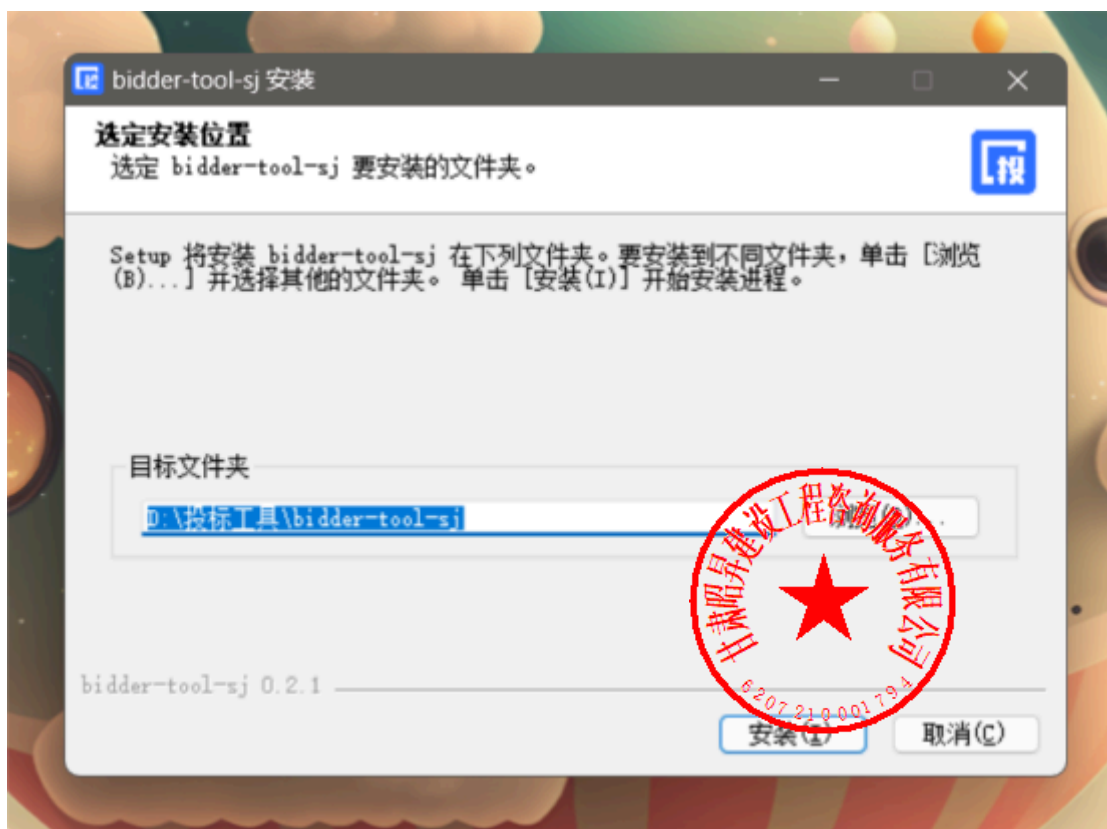 bidder-tool-sj 安装
选定安装位置
选定 bidder-tool-sj 要安装的文件夹。
投
Setup 将安装 bidder-tool-sj 在下列文件夹。要安装到不同文件夹，单击 [浏览
(B)...] 并选择其他的文件夹。 单击 [安装(I)] 开始安装进程。
目标文件夹
D:\投标工具\bidder-tool-sj
甘肃昭昇建设工程咨询服务有限公司
6207210001794
bidder-tool-sj 0.2.1
安装(I)
取消(C)